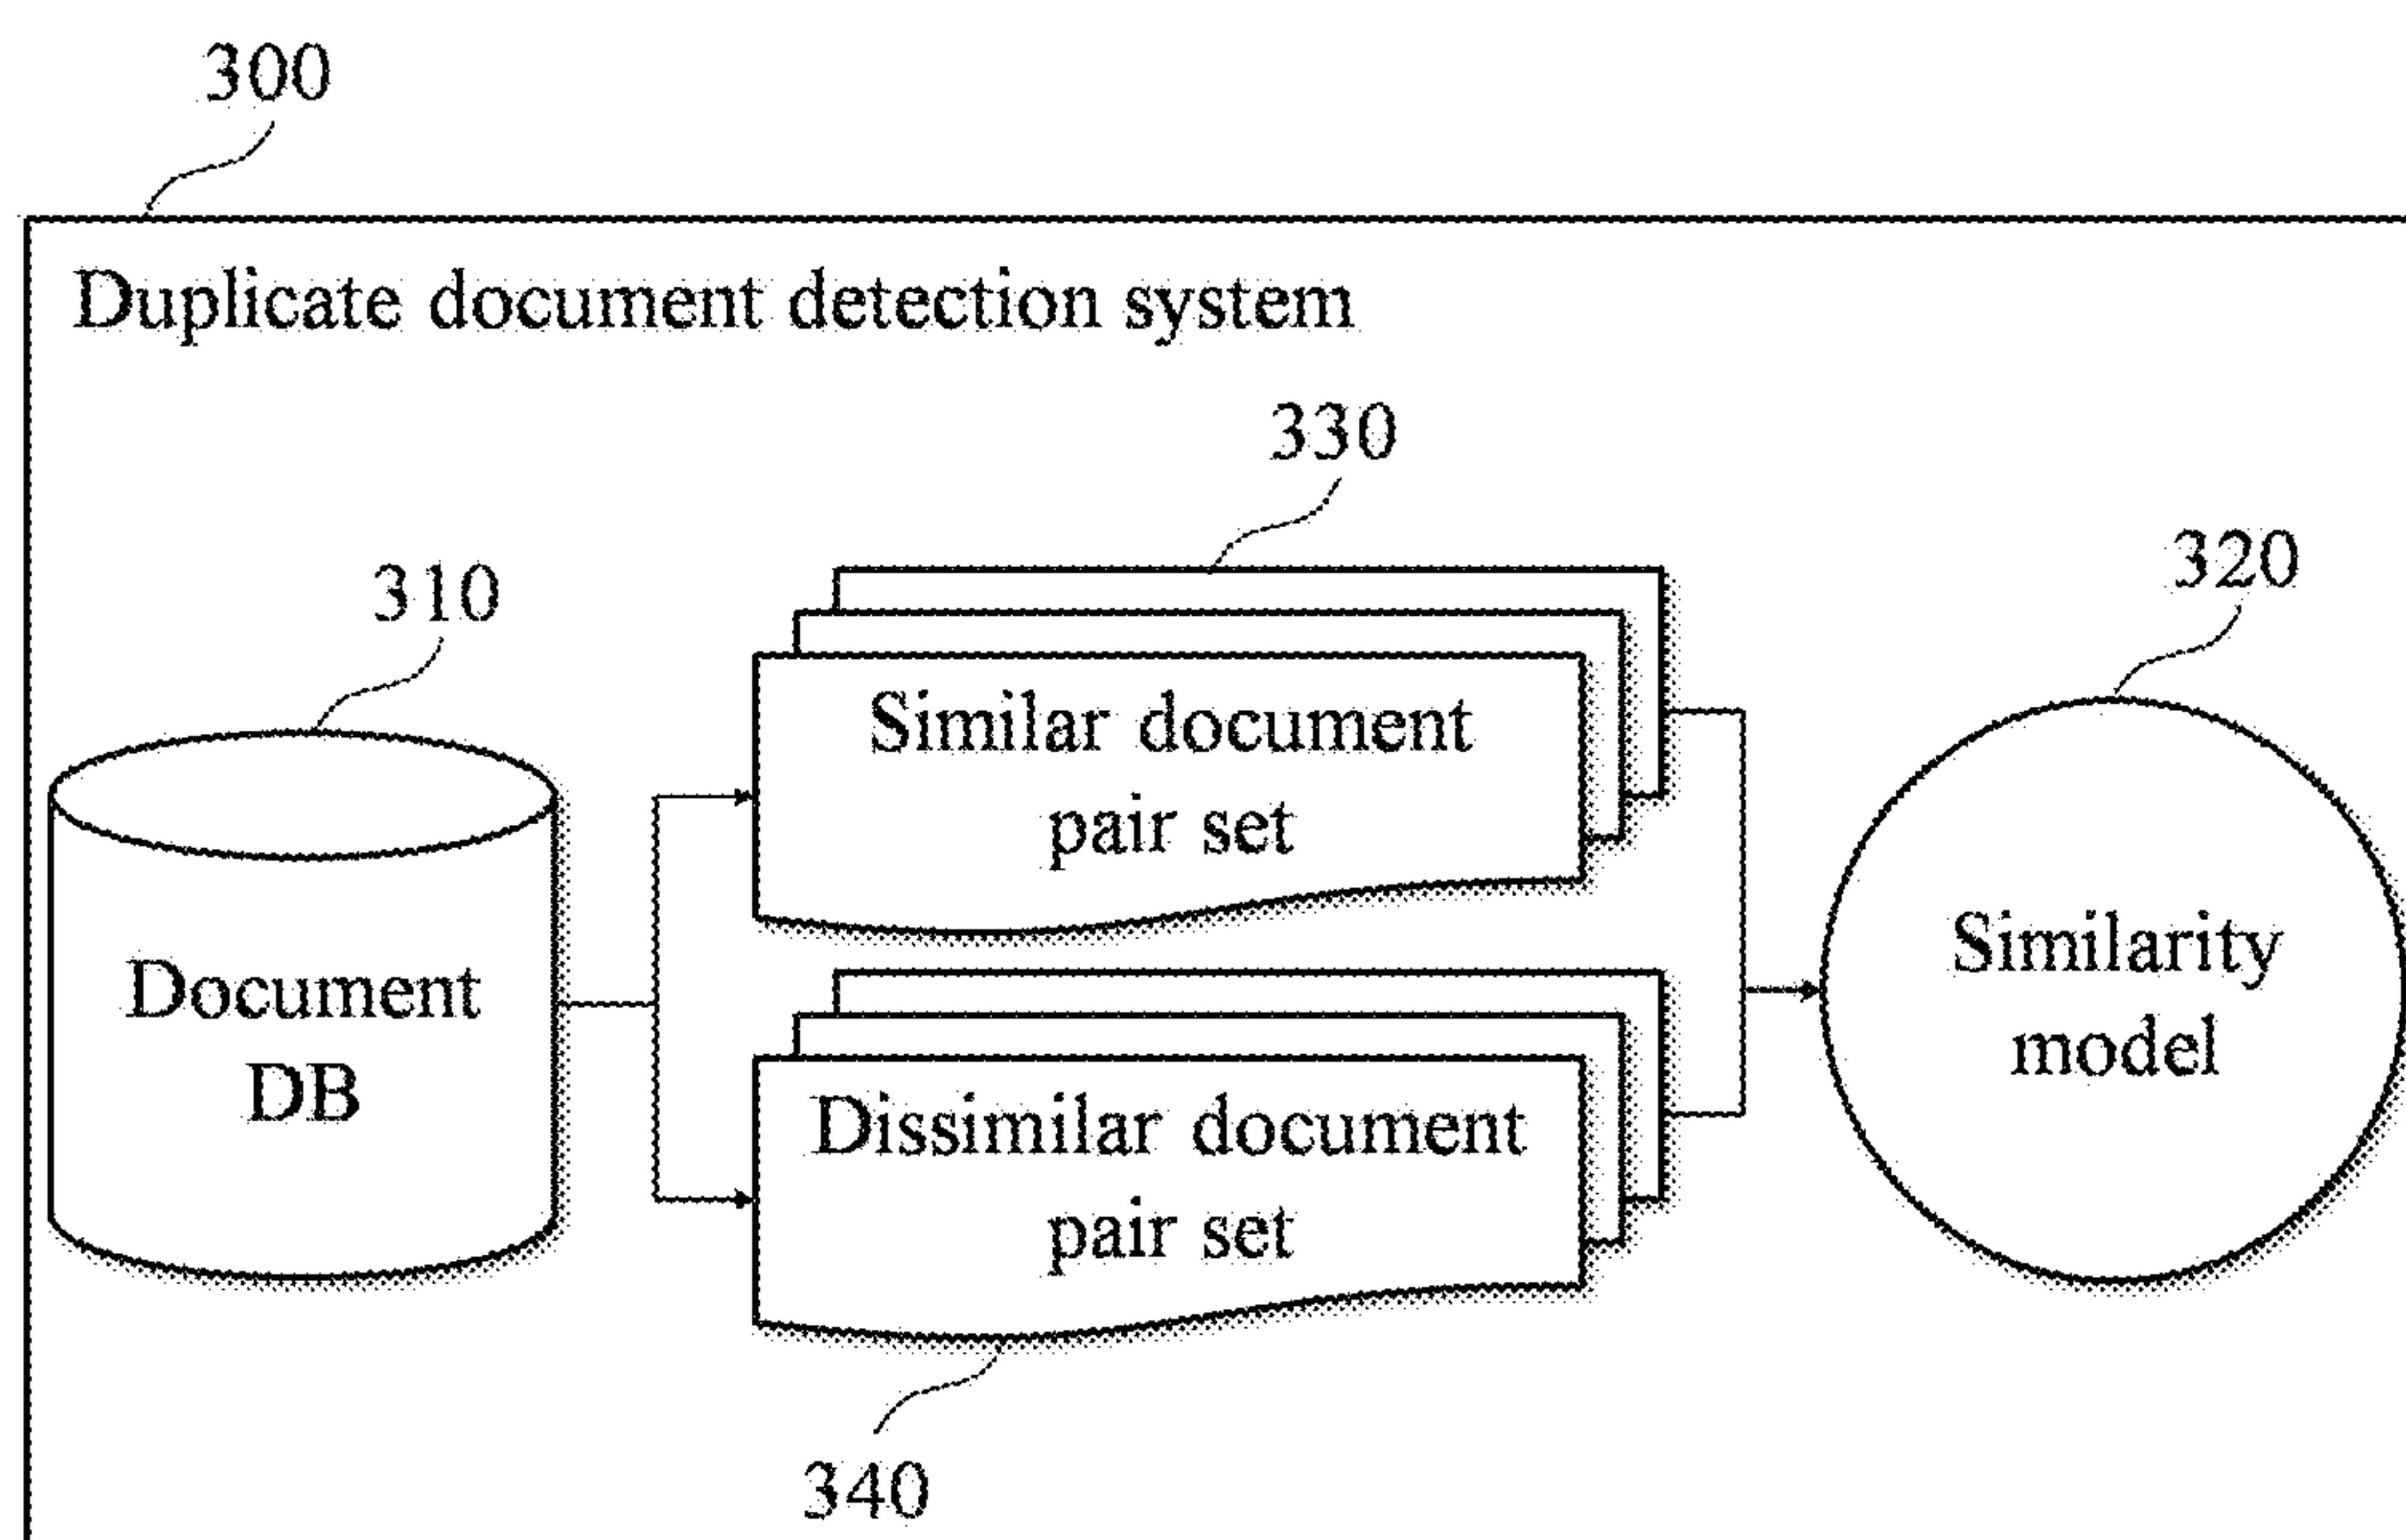 300
Duplicate document detection system
330
320
310
Similar document
pair set
Document
DB
Similarity
model
Dissimilar document
pair set
340